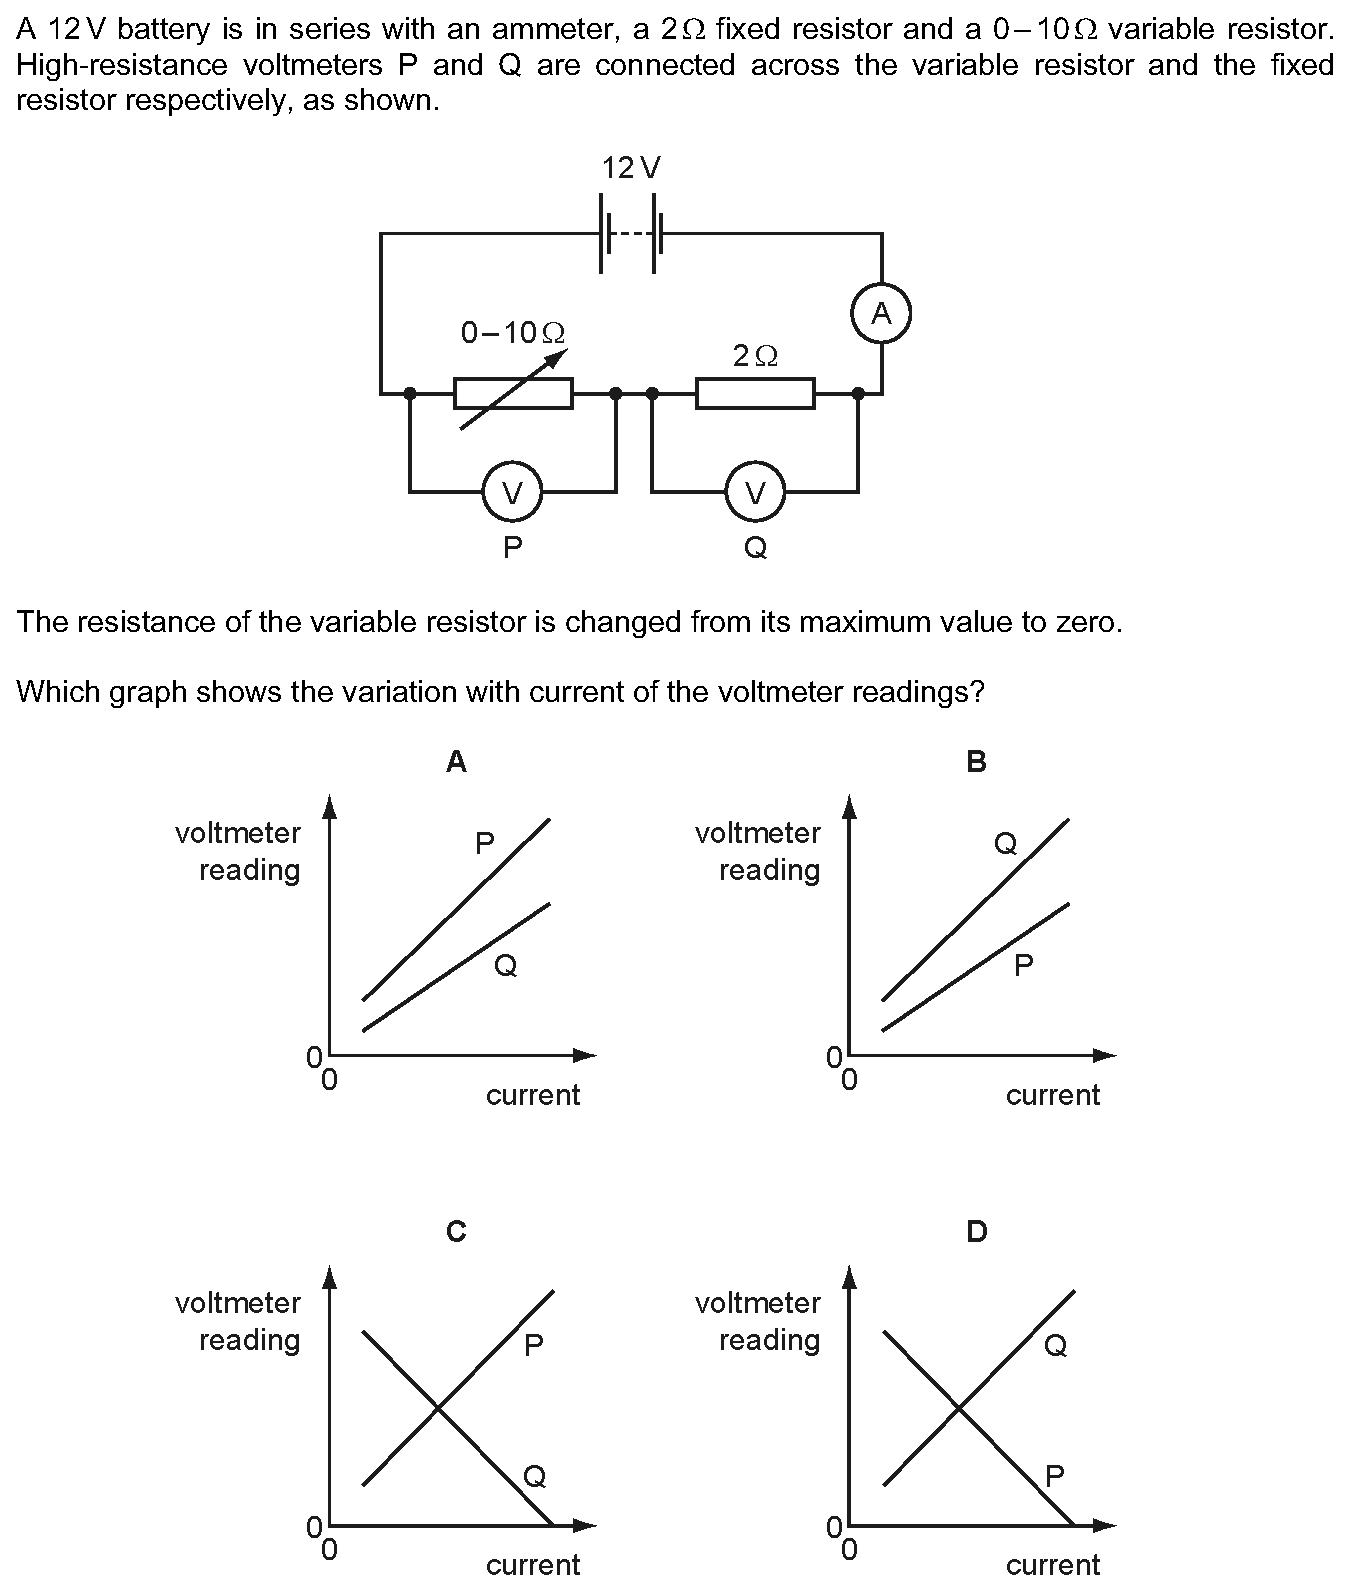 A 12 V battery is in series with an ammeter, a 2 Ω fixed resistor and a 0 – 10 Ω variable resistor.
High-resistance voltmeters P and Q are connected across the variable resistor and the fixed
resistor respectively, as shown.
12 V
A
0 – 10 Ω
2 Ω
V
V
P
Q
The resistance of the variable resistor is changed from its maximum value to zero.
Which graph shows the variation with current of the voltmeter readings?
A
voltmeter
reading
P
Q
0
0
current
B
voltmeter
reading
Q
P
0
0
current
C
voltmeter
reading
P
Q
0
0
current
D
voltmeter
reading
Q
P
0
0
current